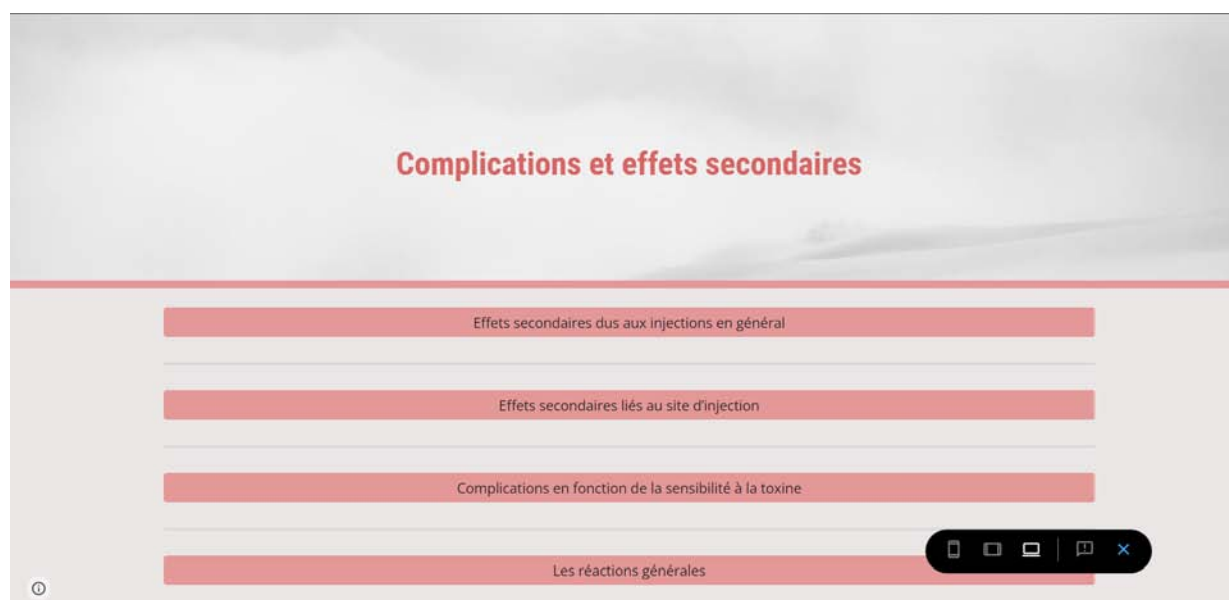 Complications et effets secondaires
Effets secondaires dus aux injections en général
Effets secondaires liés au site d'injection
Complications en fonction de la sensibilité à la toxine
Les réactions générales